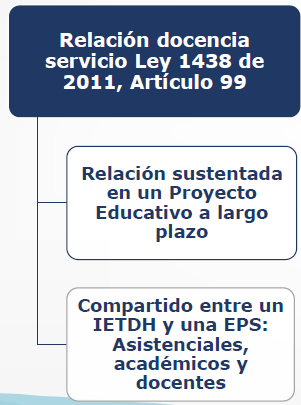 Relación docencia
servicio Ley 1438 de
2011, Artículo 99
Relación sustentada
en un Proyecto
Educativo a largo
plazo
Compartido entre un
IETDH y una EPS:
Asistenciales,
académicos y
docentes